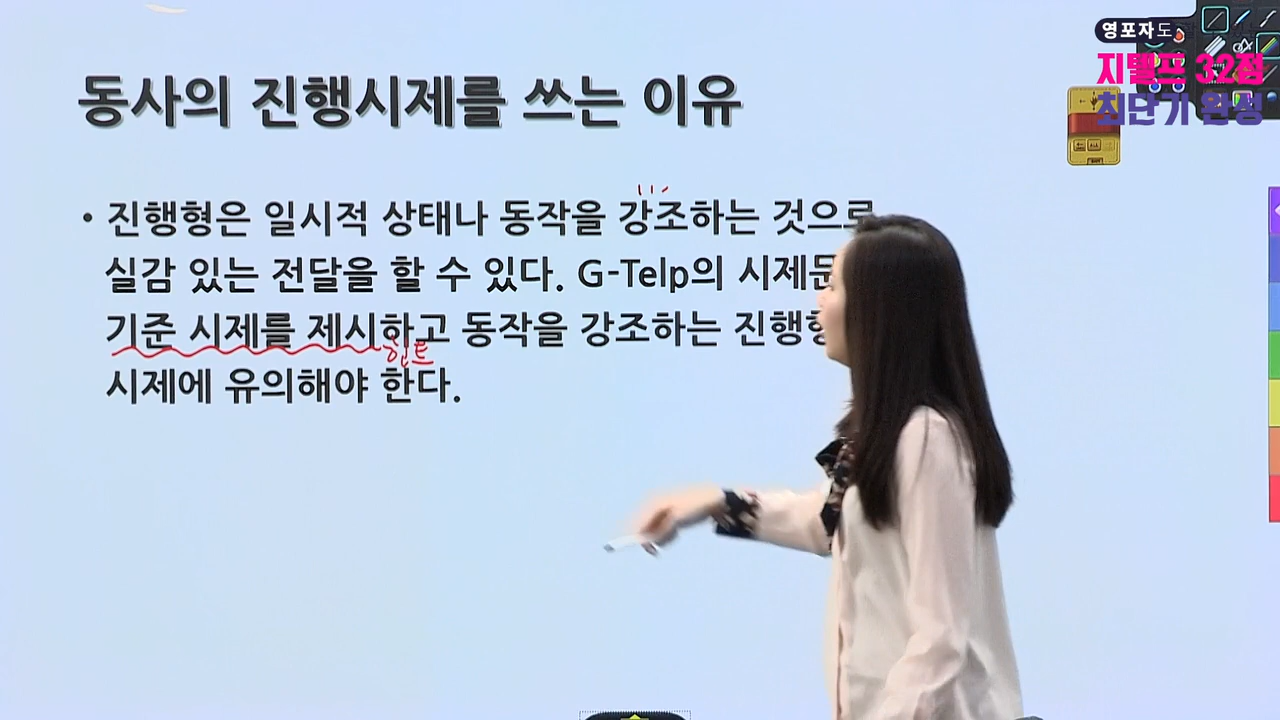 영포자도
지텔프 32점
최단기 완성
동사의 진행시제를 쓰는 이유
• 진행형은 일시적 상태나 동작을 강조하는 것으로
실감 있는 전달을 할 수 있다. G-Telp의 시제문
기준 시제를 제시하고 동작을 강조하는 진행형
힌트
시제에 유의해야 한다.